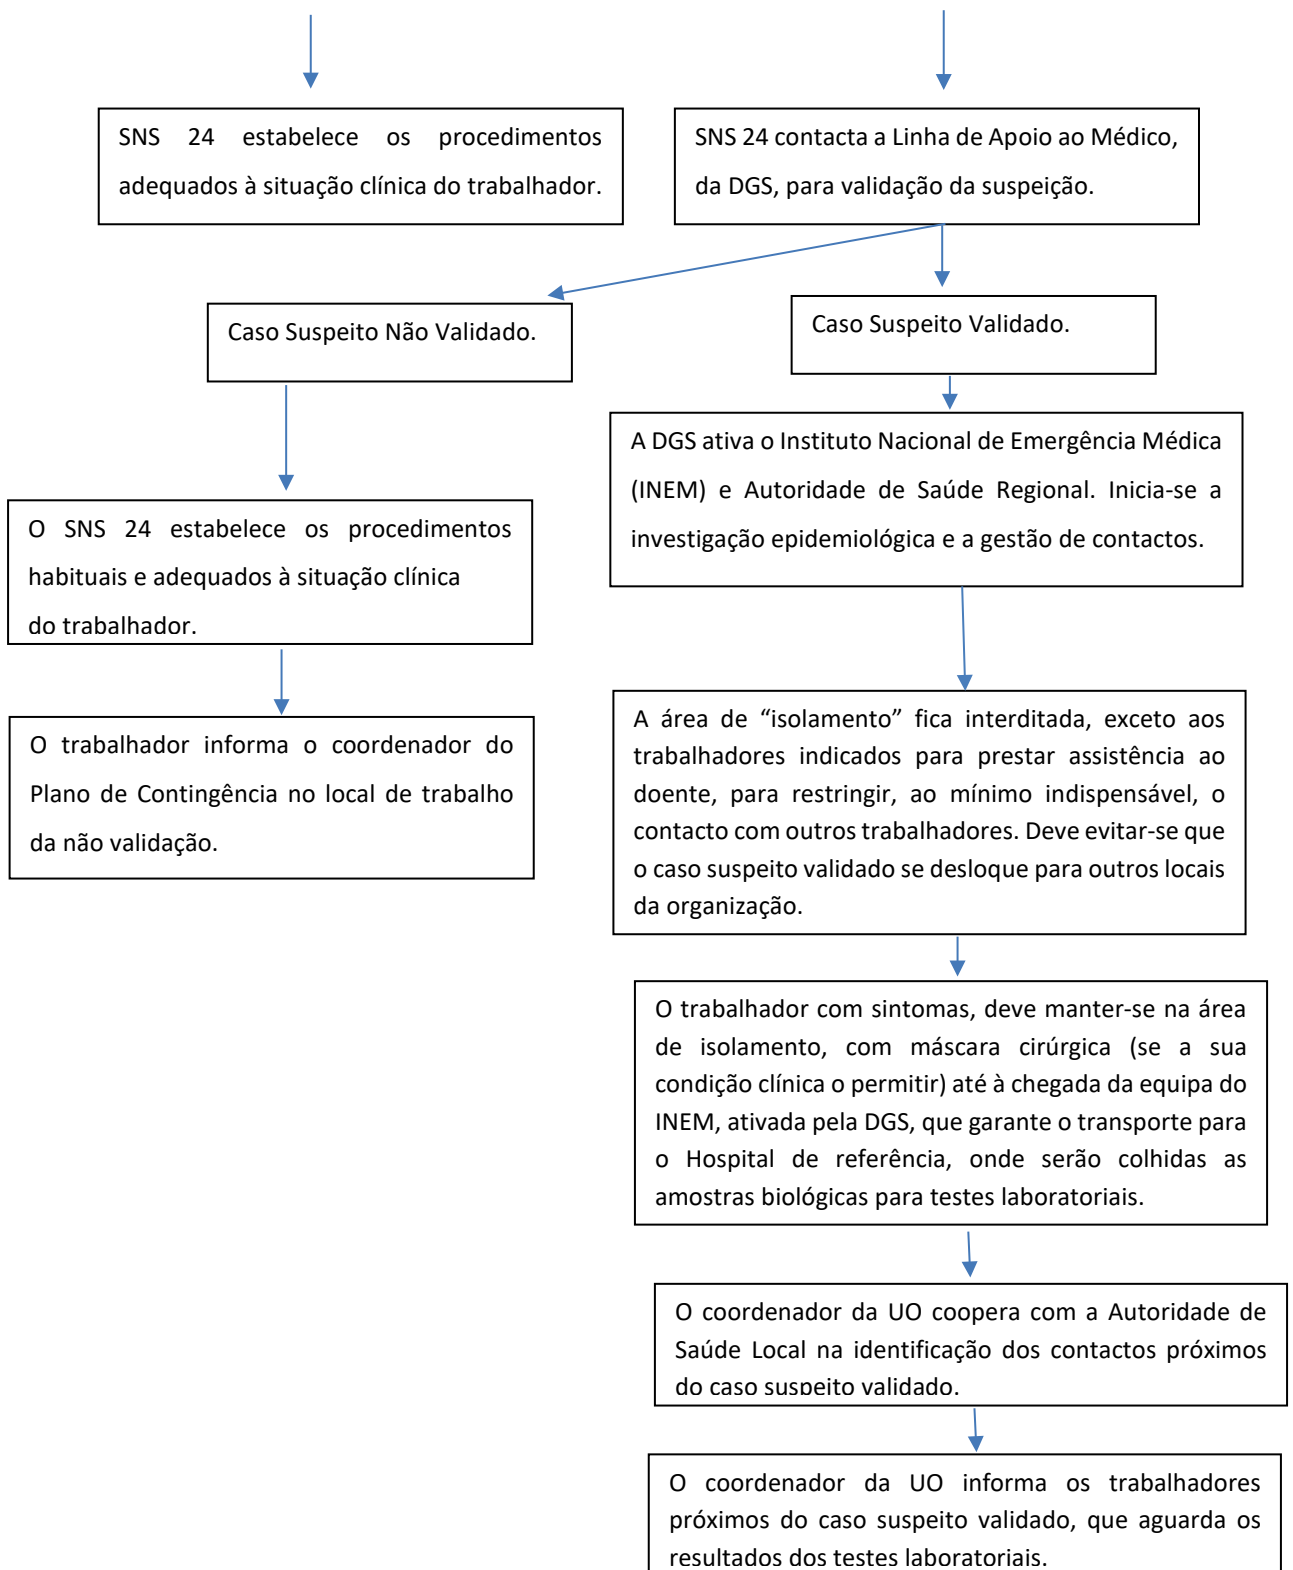 SNS 24 estabelece os procedimentos
adequados à situação clínica do trabalhador.
SNS 24 contacta a Linha de Apoio ao Médico,
da DGS, para validação da suspeição.
Caso Suspeito Não Validado.
Caso Suspeito Validado.
A DGS ativa o Instituto Nacional de Emergência Médica
(INEM) e Autoridade de Saúde Regional. Inicia-se a
investigação epidemiológica e a gestão de contactos.
O SNS 24 estabelece os procedimentos
habituais e adequados à situação clínica
do trabalhador.
O trabalhador informa o coordenador do
Plano de Contingência no local de trabalho
da não validação.
A área de “isolamento” fica interditada, exceto aos
trabalhadores indicados para prestar assistência ao
doente, para restringir, ao mínimo indispensável, o
contacto com outros trabalhadores. Deve evitar-se que
o caso suspeito validado se desloque para outros locais
da organização.
O trabalhador com sintomas, deve manter-se na área
de isolamento, com máscara cirúrgica (se a sua
condição clínica o permitir) até à chegada da equipa do
INEM, ativada pela DGS, que garante o transporte para
o Hospital de referência, onde serão colhidas as
amostras biológicas para testes laboratoriais.
O coordenador da UO coopera com a Autoridade de
Saúde Local na identificação dos contactos próximos
do caso suspeito validado.
O coordenador da UO informa os trabalhadores
próximos do caso suspeito validado, que aguarda os
resultados dos testes laboratoriais.